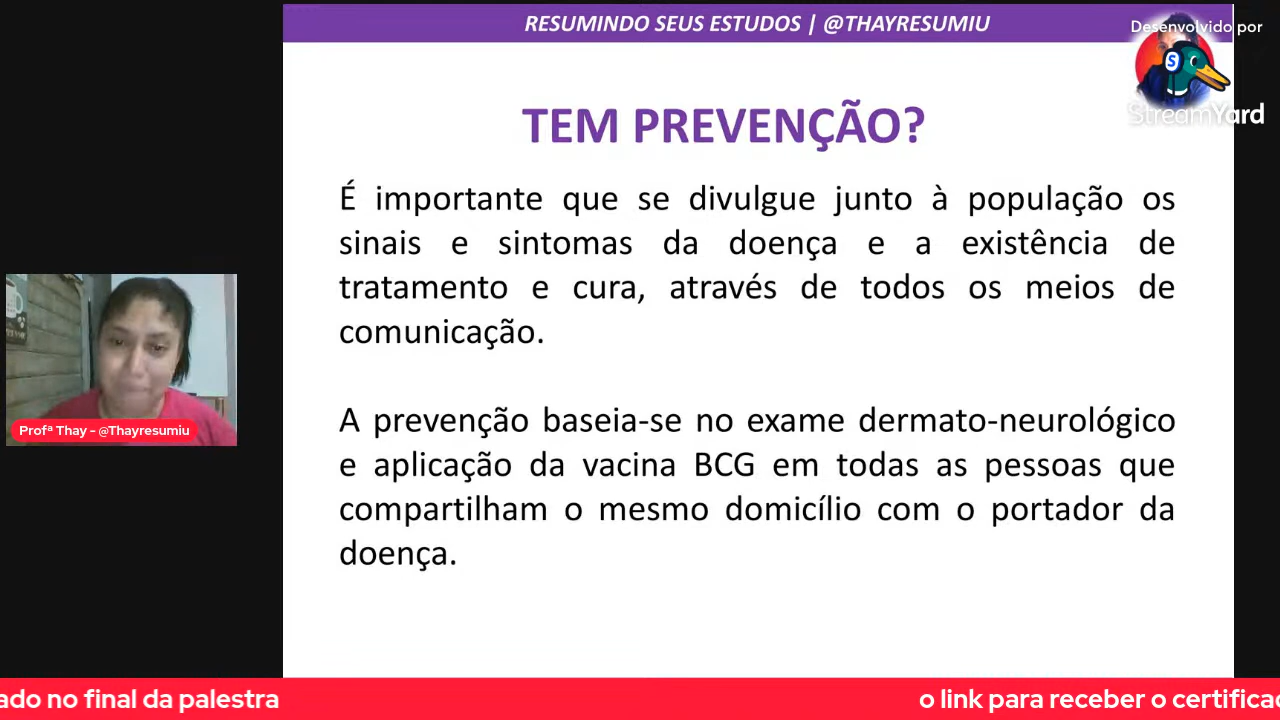 RESUMINDO SEUS ESTUDOS | @THAYRESUMIU
Desenvolvido por
S
StreamYard
TEM PREVENÇÃO?
É importante que se divulgue junto à população os
sinais e sintomas da doença e a existência de
tratamento e cura, através de todos os meios de
comunicação.
A prevenção baseia-se no exame dermato-neurológico
e aplicação da vacina BCG em todas as pessoas que
compartilham o mesmo domicílio com o portador da
doença.
Profª Thay - @Thayresumiu
ado no final da palestra
o link para receber o certificad